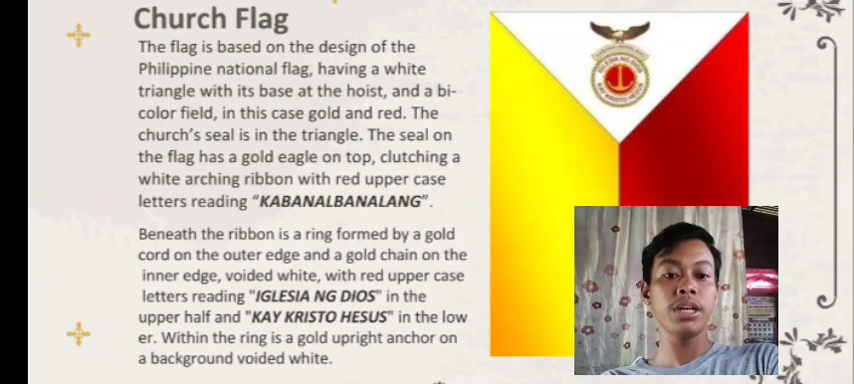 Church Flag
The flag is based on the design of the
Philippine national flag, having a white
triangle with its base at the hoist, and a bi-
color field, in this case gold and red. The
church's seal is in the triangle. The seal on
the flag has a gold eagle on top, clutching a
white arching ribbon with red upper case
letters reading "KABANALBANALANG".
Beneath the ribbon is a ring formed by a gold
cord on the outer edge and a gold chain on the
inner edge, voided white, with red upper case
letters reading "IGLESIA NG DIOS" in the
upper half and "KAY KRISTO HESUS" in the low
er. Within the ring is a gold upright anchor on
a background voided white.
IGLESIA NG DIOS
KAY KRISTO HESUS